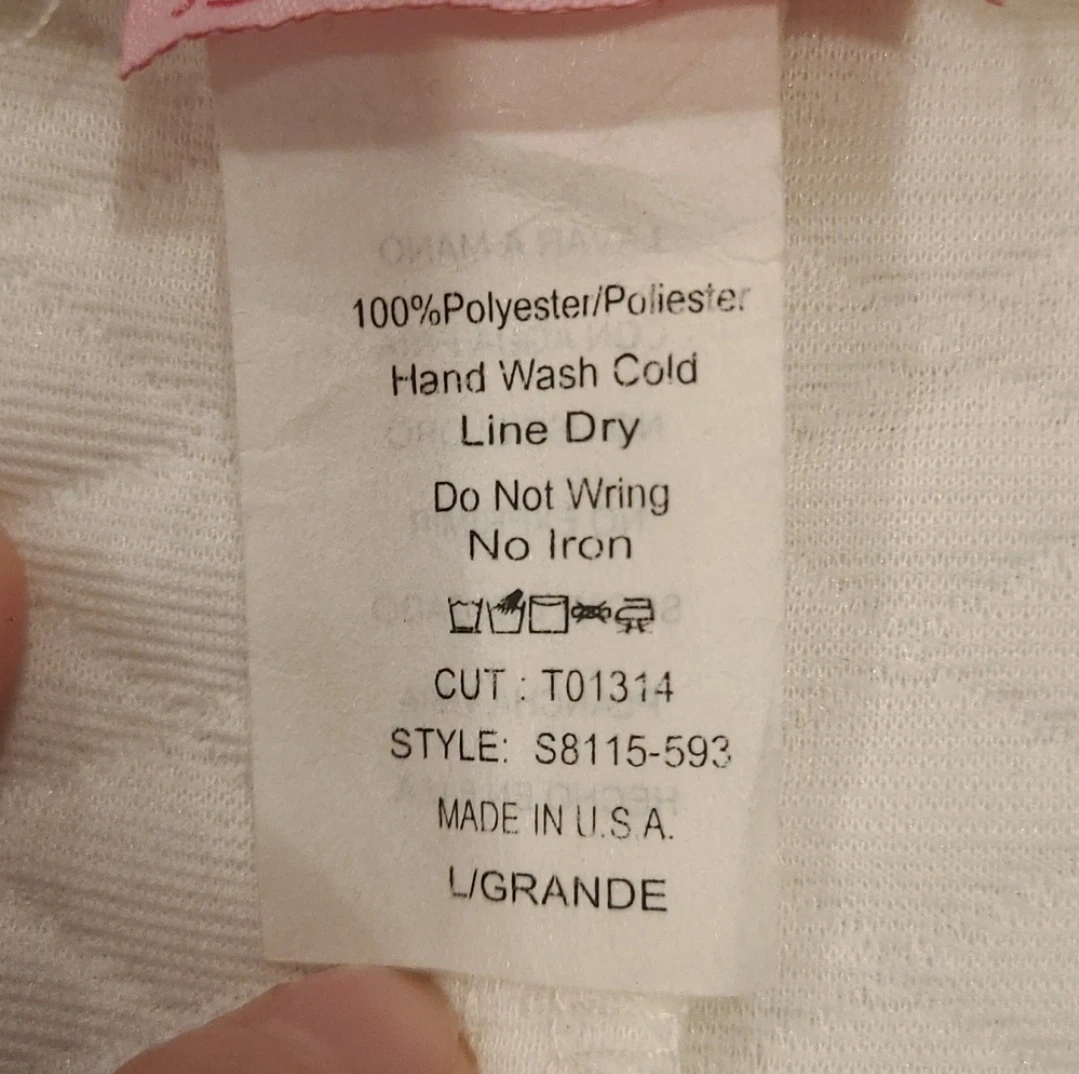 100%Polyester/Poliester
Hand Wash Cold
Line Dry
Do Not Wring
No Iron
CUT : T01314
STYLE: S8115-593
MADE IN U.S.A.
L/GRANDE